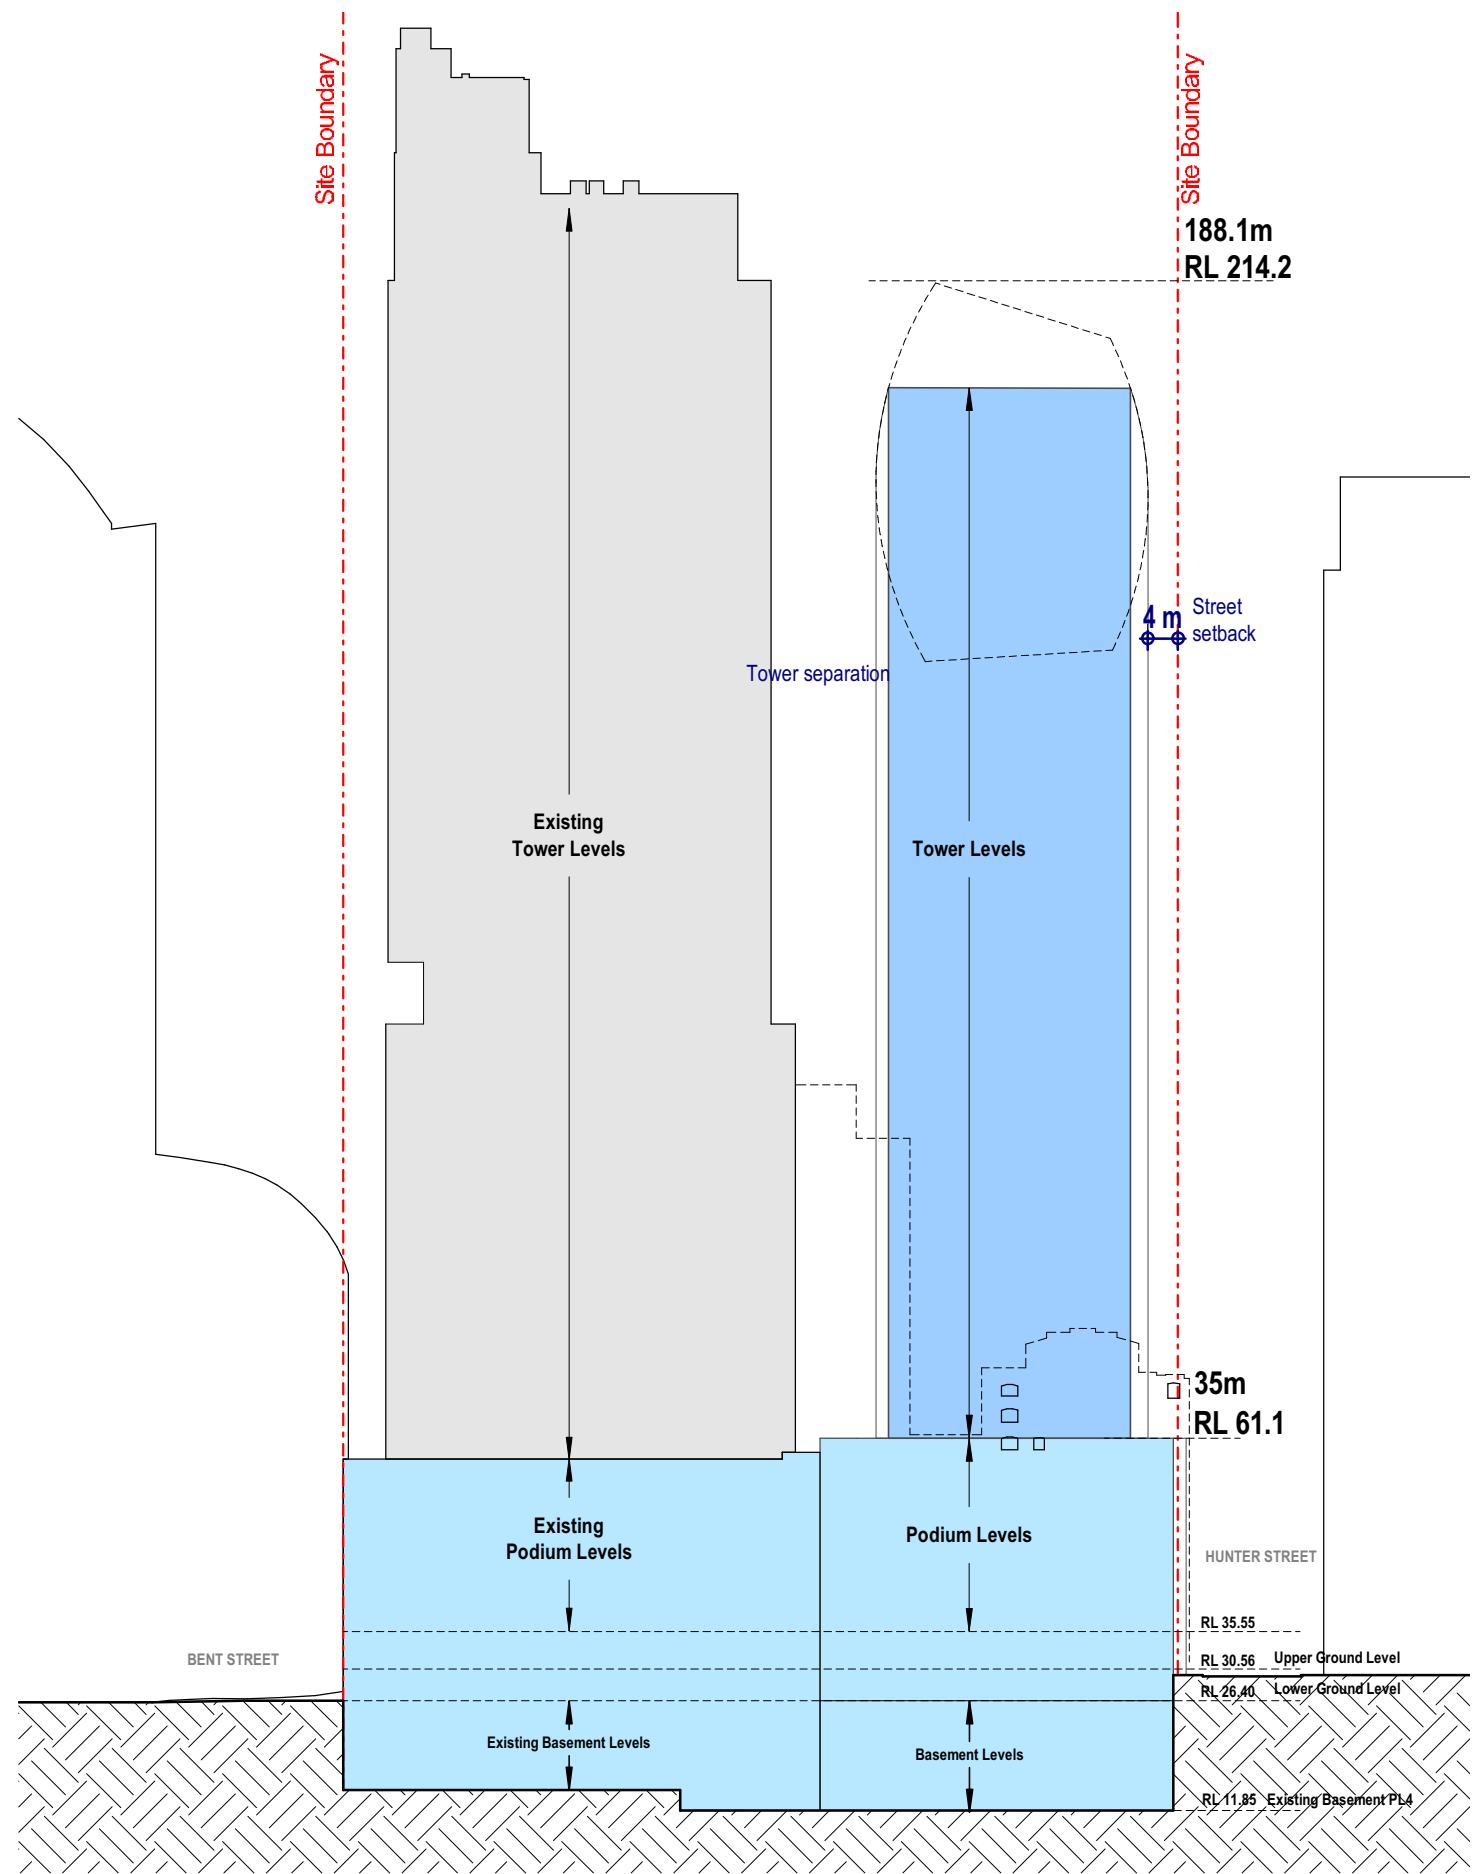 Site Boundary
Site Boundary
188.1m
RL 214.2
4 m
Street
setback
Tower separation
Existing
Tower Levels
Tower Levels
35m
RL 61.1
Existing
Podium Levels
Podium Levels
HUNTER STREET
RL 35.55
BENT STREET
RL 30.56
Upper Ground Level
RL 26.40
Lower Ground Level
Existing Basement Levels
Basement Levels
RL 11.85
Existing Basement PL4